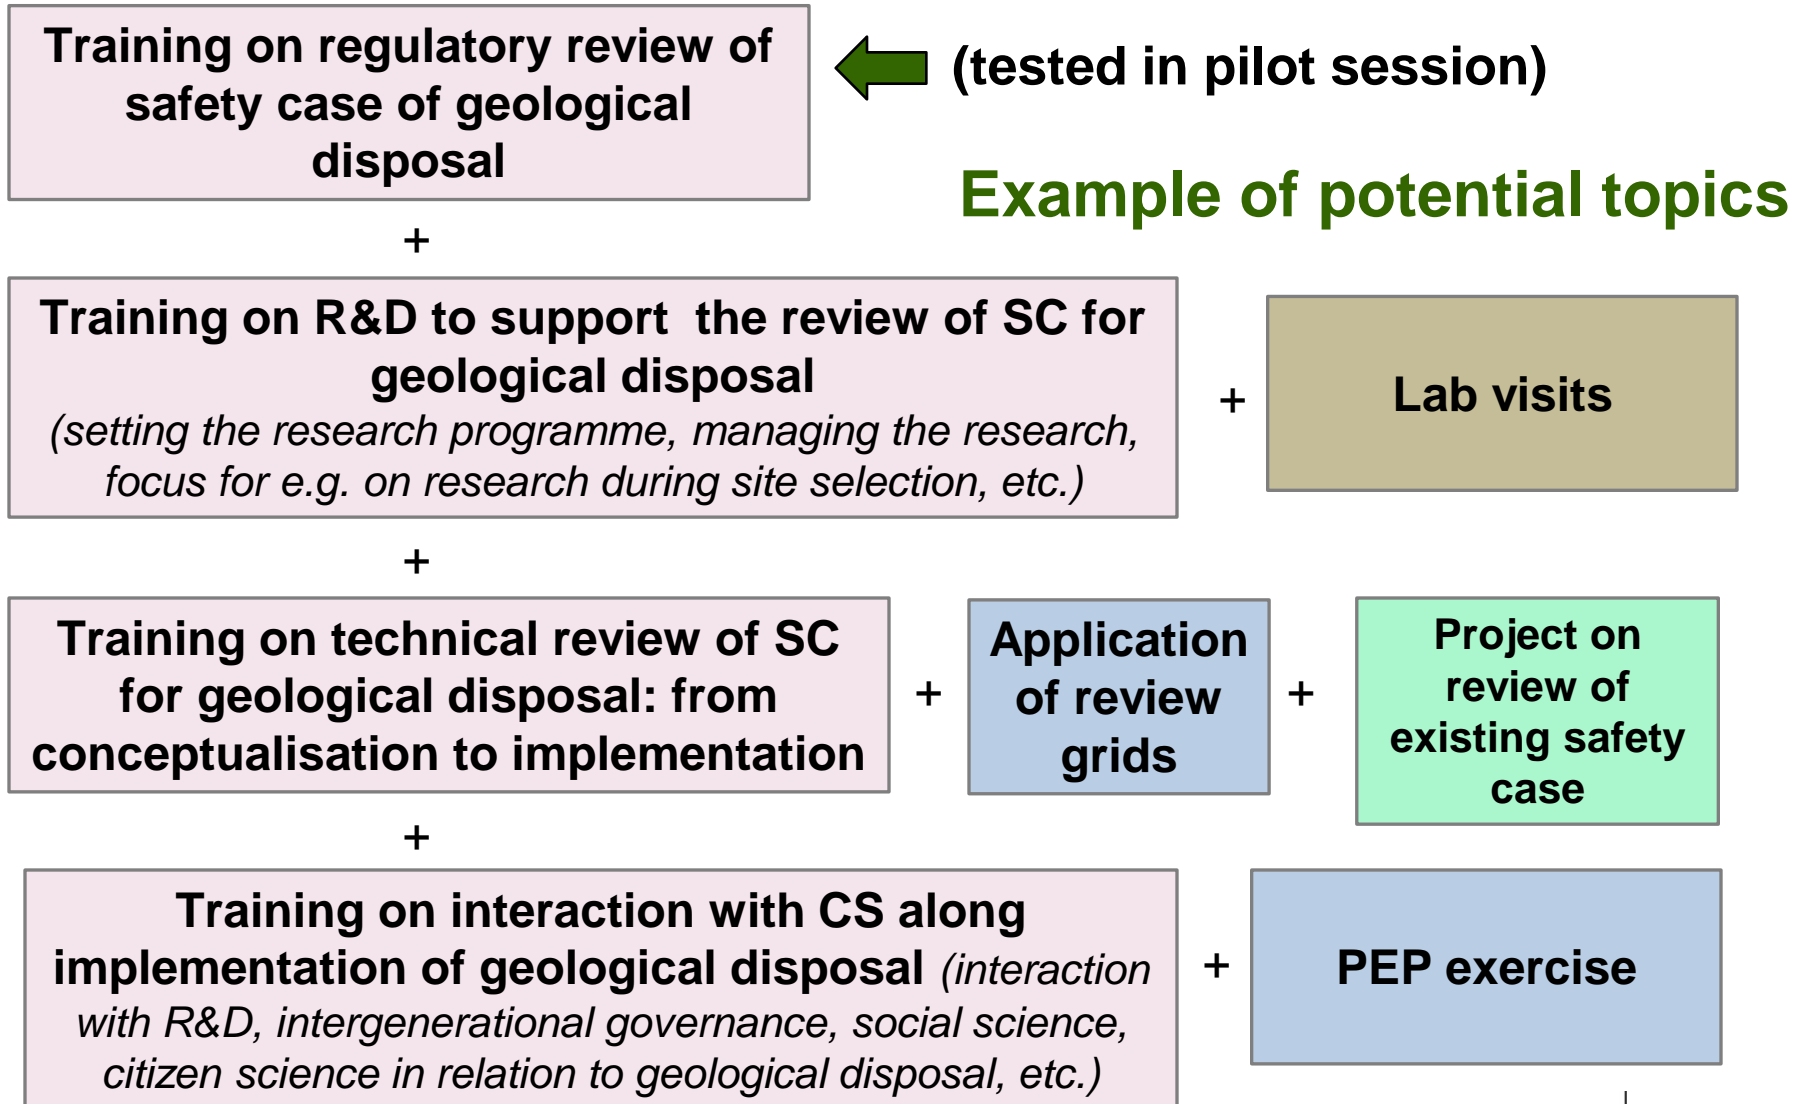 Training on regulatory review of
safety case of geological
disposal
(tested in pilot session)
Example of potential topics
+
Training on R&D to support  the review of SC for
geological disposal
(setting the research programme, managing the research,
focus for e.g. on research during site selection, etc.)
+
Lab visits
+
Training on technical review of SC
for geological disposal: from
conceptualisation to implementation
+
Application
of review
grids
+
Project on
review of
existing safety
case
+
Training on interaction with CS along
implementation of geological disposal (interaction
with R&D, intergenerational governance, social science,
citizen science in relation to geological disposal, etc.)
+
PEP exercise